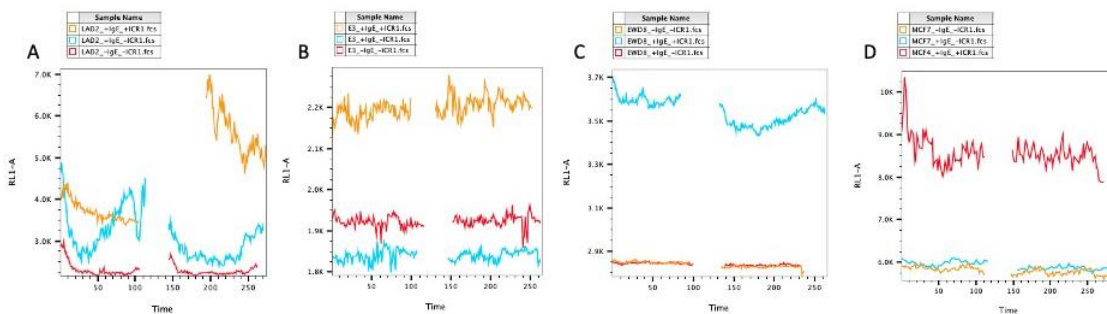 Sample Name
LAD2_+IgE_+ICR1.fcs
LAD2_+IgE_-ICR1.fcs
LAD2_-IgE_-ICR1.fcs
A
7.0K
6.0K
5.0K
4.0K
3.0K
RL1-A
50 100 150 200 250
Time
Sample Name
E3_+IgE_+ICR1.fcs
E3_-IgE_-ICR1.fcs
E3_-IgE_-ICR1.fcs
B
2.2K
2.0K
1.9K
1.8K
RL1-A
0 50 100 150 200 250
Time
Sample Name
EWD8_-IgE_-ICR1.fcs
EWD8_+IgE_+ICR1.fcs
EWD8_+IgE_-ICR1.fcs
C
3.7K
3.5K
3.3K
3.1K
2.9K
RL1-A
0 50 100 150 200 250
Time
Sample Name
MCF7_-IgE_-ICR1.fcs
MCF7_+IgE_-ICR1.fcs
MCF4_+IgE_+ICR1.fcs
D
10K
9.0K
8.0K
7.0K
6.0K
RL1-A
50 100 150 200 250
Time